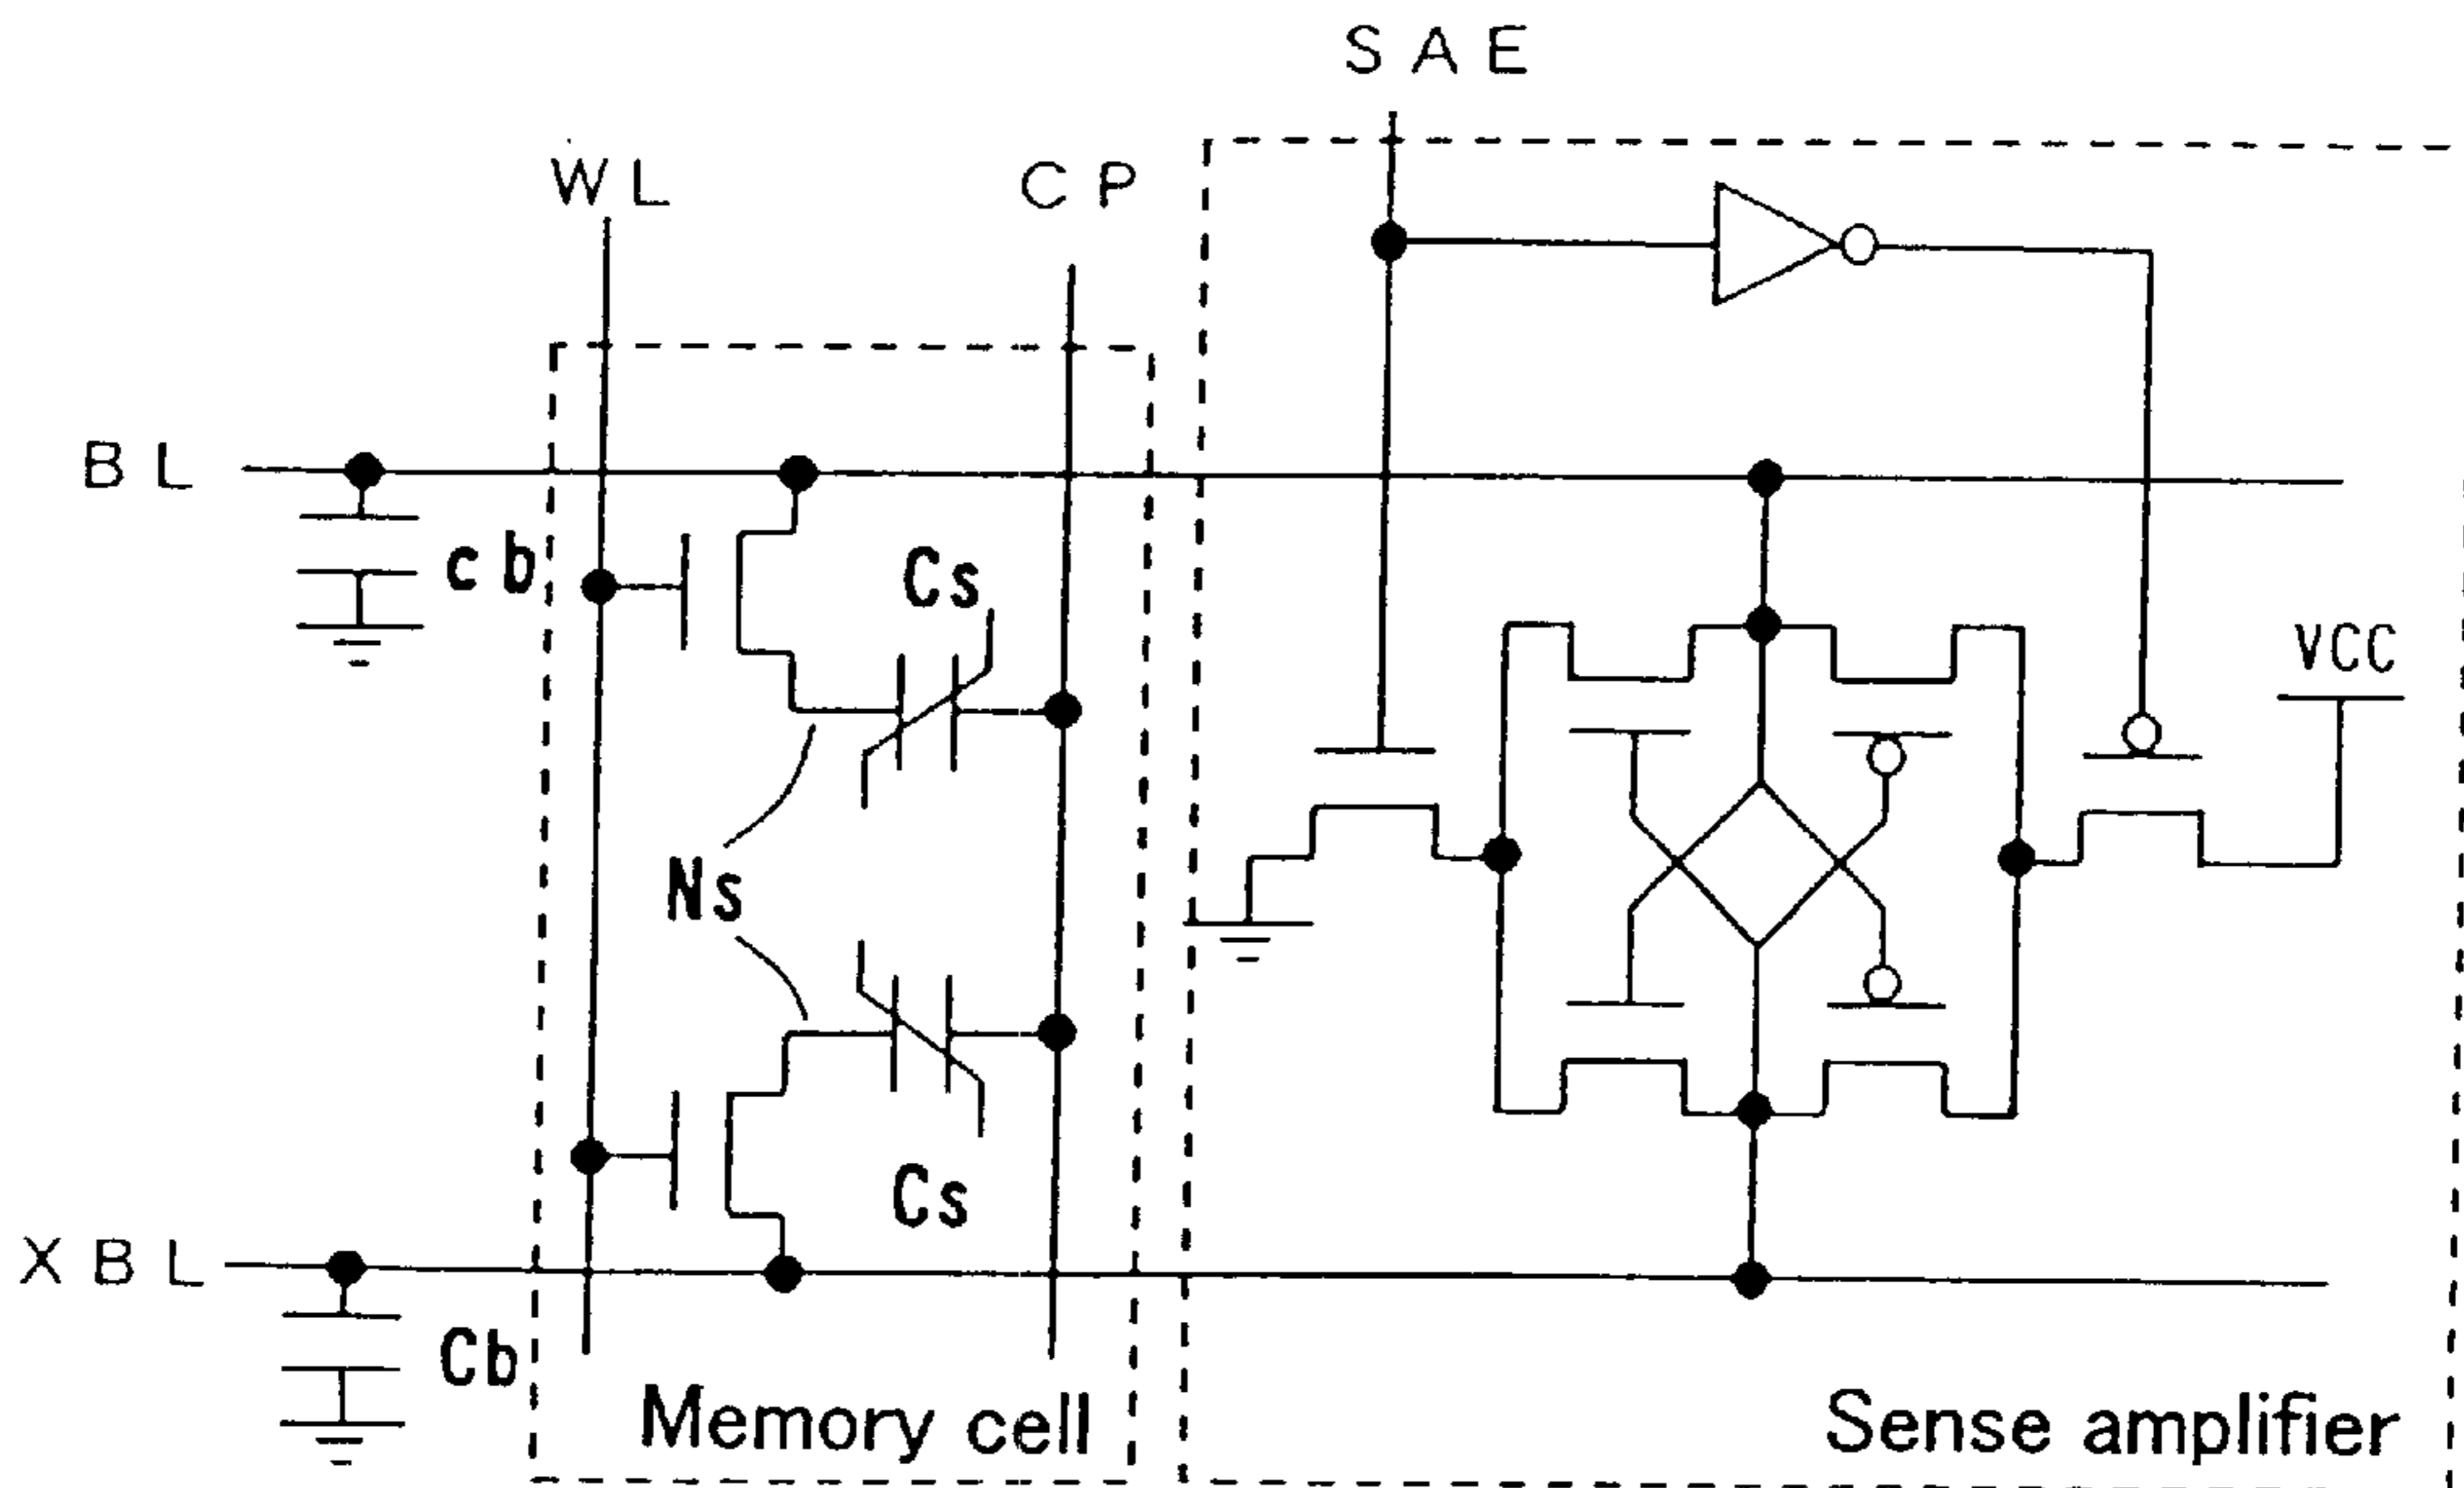 SAE
WL
CP
BL
cb
Cs
VCC
Ns
Cs
XBL
Cb
Memory cell
Sense amplifier